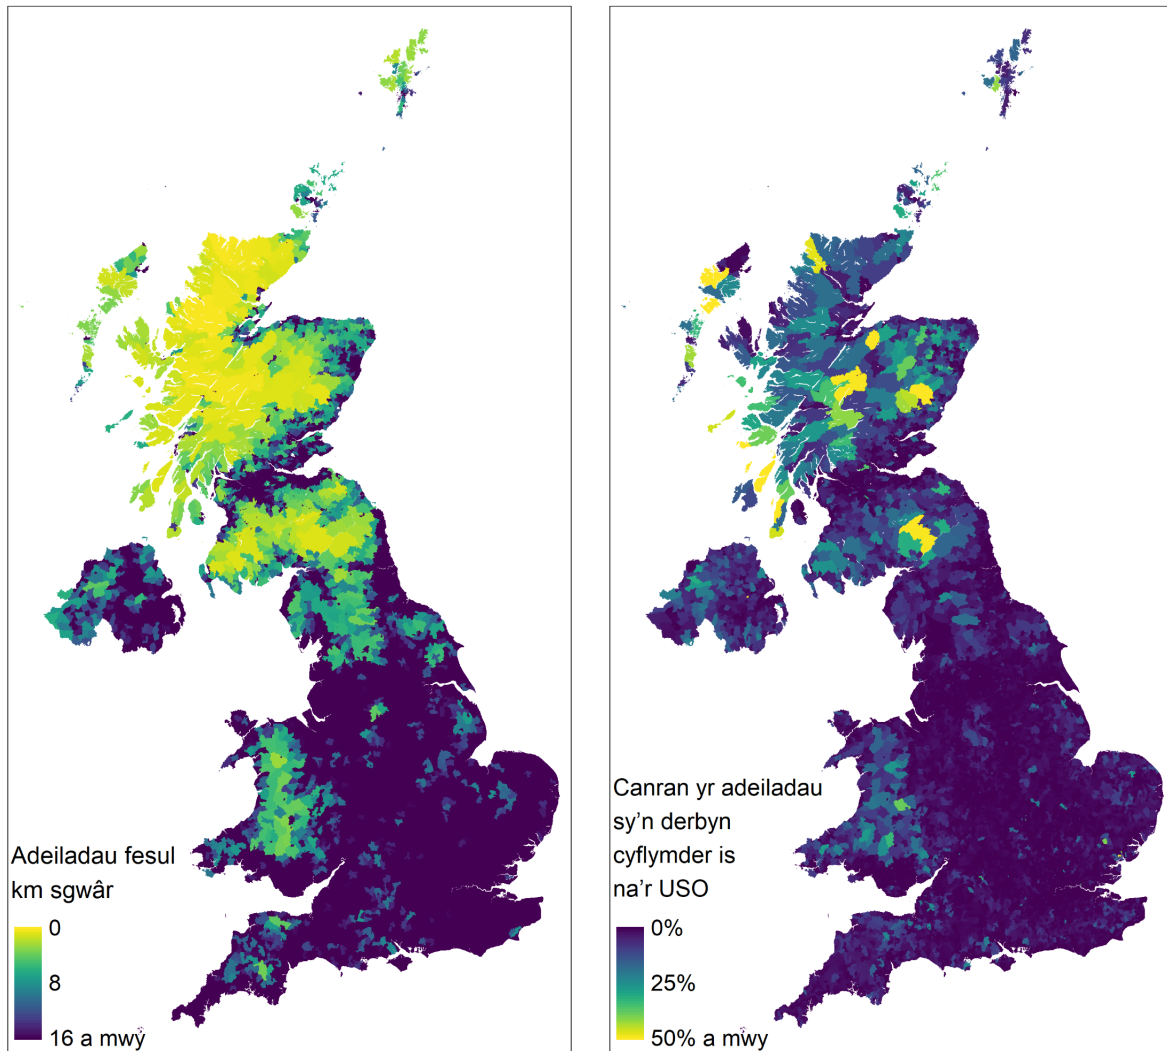 Adeiladau fesul
km sgwâr
0
8
16 a mwy
Canran yr adeiladau
sy'n derbyn
cyflymder is
na'r USO
0%
25%
50% a mwy